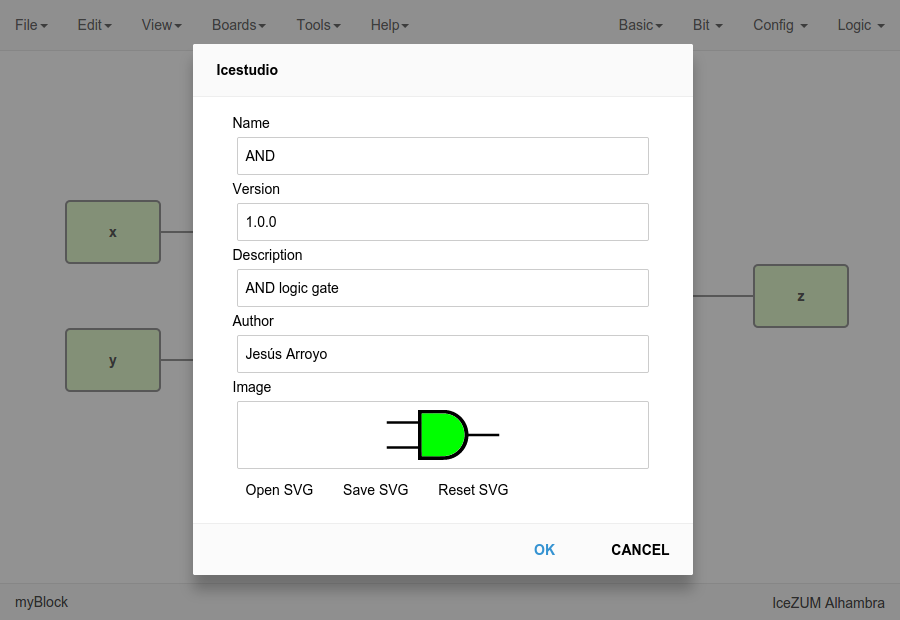 File Edit View Boards Tools Help Basic Bit Config Logic
Icestudio
Name
AND
Version
1.0.0
Description
AND logic gate
Author
Jesús Arroyo
Image
Open SVG Save SVG Reset SVG
OK CANCEL
x
y
z
myBlock IceZUM Alhambra